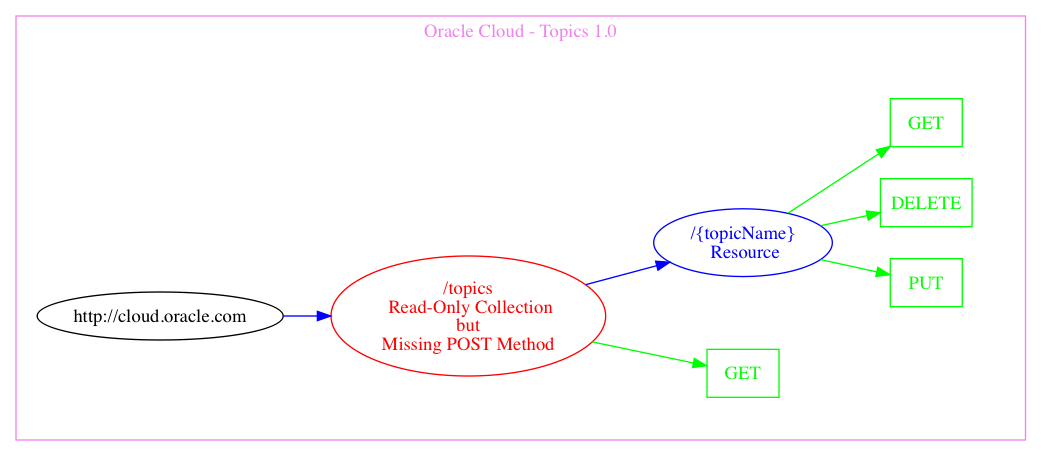 Oracle Cloud - Topics 1.0
http://cloud.oracle.com
/topics
Read-Only Collection
but
Missing POST Method
/{topicName}
Resource
GET
DELETE
PUT
GET